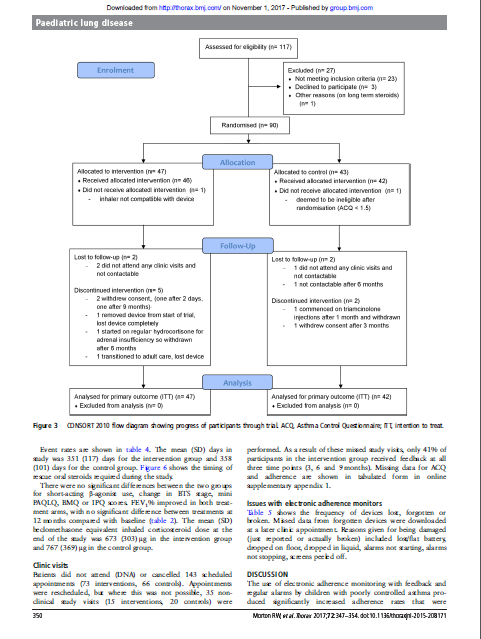 Downloaded from http://thorax.bmj.com/ on November 1, 2017 - Published by group.bmj.com
Paediatric lung disease
Assessed for eligibility (n= 117)
Enrolment
Excluded (n= 27)
• Not meeting inclusion criteria (n= 23)
• Declined to participate (n= 3)
• Other reasons (on long term steroids)
(n= 1)
Randomised (n= 90)
Allocation
Allocated to intervention (n= 47)
• Received allocated intervention (n= 46)
• Did not receive allocated intervention (n= 1)
- inhaler not compatible with device
Allocated to control (n= 43)
• Received allocated intervention (n= 42)
• Did not receive allocated intervention (n= 1)
- deemed to be ineligible after
randomisation (ACQ < 1.5)
Follow-Up
Lost to follow-up (n= 2)
- 2 did not attend any clinic visits and
not contactable
Discontinued intervention (n= 5)
- 2 withdrew consent, (one after 2 days,
one after 9 months)
- 1 removed device from start of trial,
lost device completely
- 1 started on regular hydrocortisone for
adrenal insufficiency so withdrawn
after 6 months
- 1 transitioned to adult care, lost device
Lost to follow-up (n= 2)
- 1 did not attend any clinic visits and
not contactable
- 1 not contactable after 6 months
Discontinued intervention (n= 2)
- 1 commenced on triamcinolone
injections after 1 month and withdrawn
- 1 withdrew consent after 3 months
Analysis
Analysed for primary outcome (ITT) (n= 47)
• Excluded from analysis (n= 0)
Analysed for primary outcome (ITT) (n= 42)
• Excluded from analysis (n= 0)
Figure 3 CONSORT 2010 flow diagram showing progress of participants through trial. ACQ, Asthma Control Questionnaire; ITT, intention to treat.
Event rates are shown in table 4. The mean (SD) days in
study was 351 (117) days for the intervention group and 358
(101) days for the control group. Figure 6 shows the timing of
rescue oral steroids required during the study.
There were no significant differences between the two groups
for short-acting β-agonist use, change in BTS stage, mini
PAQLQ, BMQ or IPQ scores. FEV₁% improved in both treat-
ment arms, with no significant difference between treatments at
12 months compared with baseline (table 2). The mean (SD)
beclomethasone equivalent inhaled corticosteroid dose at the
end of the study was 673 (303) µg in the intervention group
and 767 (369) µg in the control group.
Clinic visits
Patients did not attend (DNA) or cancelled 143 scheduled
appointments (73 interventions, 66 controls). Appointments
were rescheduled, but where this was not possible, 35 non-
clinical study visits (15 interventions, 20 controls) were
performed. As a result of these missed study visits, only 41% of
participants in the intervention group received feedback at all
three time points (3, 6 and 9 months). Missing data for ACQ
and adherence are shown in tabulated form in online
supplementary appendix 1.
Issues with electronic adherence monitors
Table 5 shows the frequency of devices lost, forgotten or
broken. Missed data from forgotten devices were downloaded
at a later clinic appointment. Reasons given for being damaged
(just reported or actually broken) included lost/flat battery,
dropped on floor, dropped in liquid, alarms not starting, alarms
not stopping, screens peeled off.
DISCUSSION
The use of electronic adherence monitoring with feedback and
regular alarms by children with poorly controlled asthma pro-
duced significantly increased adherence rates that were
350
Morton RW, et al. Thorax 2017;72:347–354. doi:10.1136/thoraxjnl-2015-208171